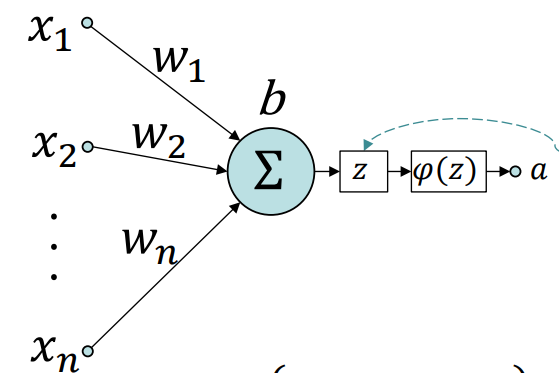 x₁
w₁
b
x₂
w₂
Σ
z
φ(z)
a
wₙ
xₙ
( )